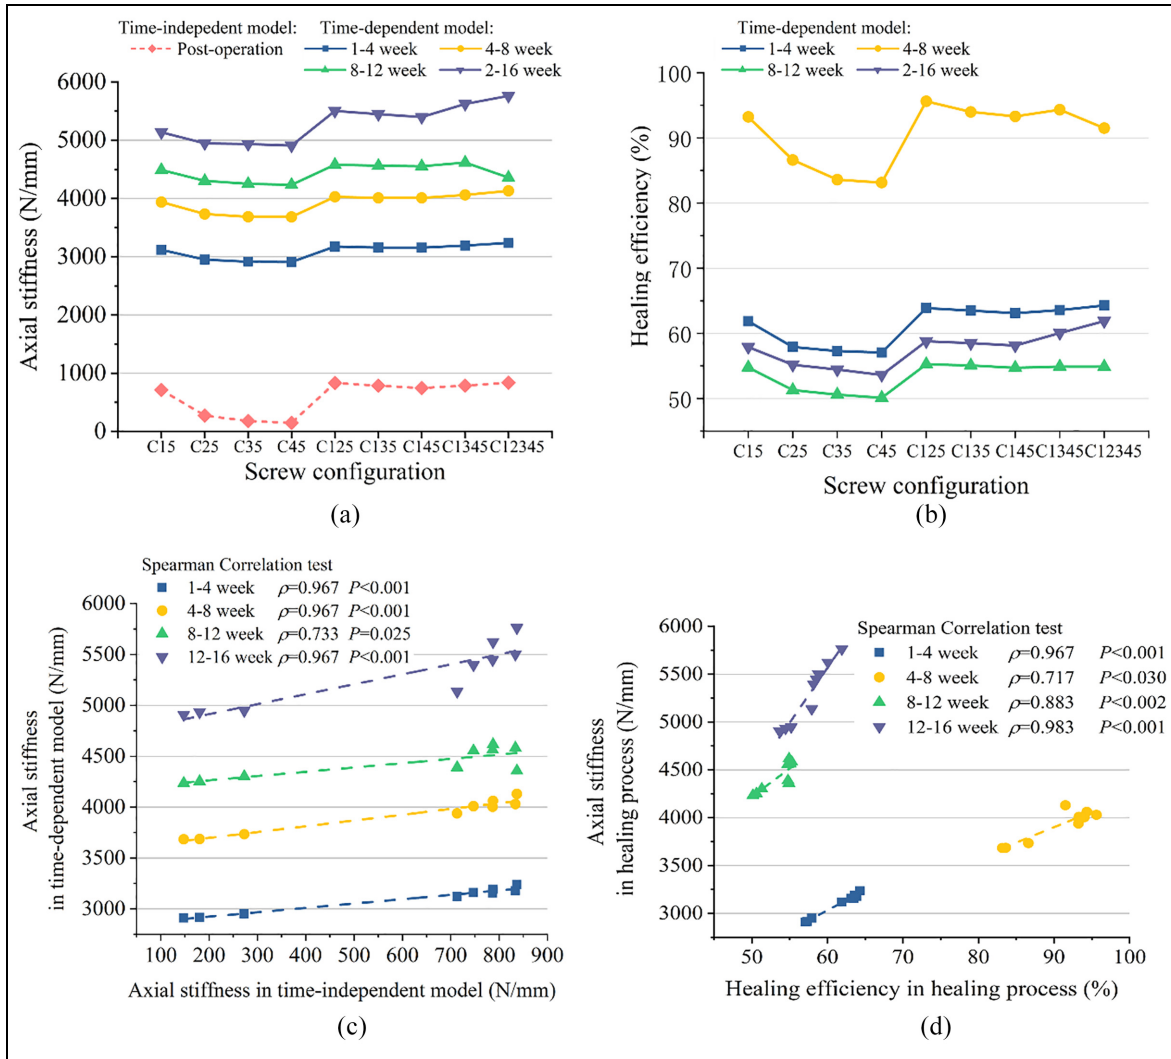 Time-indepedent model:
Post-operation
Time-dependent model:
1-4 week
4-8 week
8-12 week
2-16 week
6000
5000
4000
3000
2000
1000
0
Axial stiffness (N/mm)
C15 C25 C35 C45 C125 C135 C145 C1345 C12345
Screw configuration
(a)
Time-dependent model:
1-4 week
4-8 week
8-12 week
2-16 week
100
90
80
70
60
50
Healing efficiency (%)
C15 C25 C35 C45 C125 C135 C145 C1345 C12345
Screw configuration
(b)
Spearman Correlation test
1-4 week ρ=0.967 P<0.001
4-8 week ρ=0.967 P<0.001
8-12 week ρ=0.733 P=0.025
12-16 week ρ=0.967 P<0.001
6000
5500
5000
4500
4000
3500
3000
Axial stiffness
in time-dependent model (N/mm)
100 200 300 400 500 600 700 800 900
Axial stiffness in time-independent model (N/mm)
(c)
Spearman Correlation test
1-4 week ρ=0.967 P<0.001
4-8 week ρ=0.717 P<0.030
8-12 week ρ=0.883 P<0.002
12-16 week ρ=0.983 P<0.001
6000
5500
5000
4500
4000
3500
3000
Axial stiffness
in healing process (N/mm)
50 60 70 80 90 100
Healing efficiency in healing process (%)
(d)